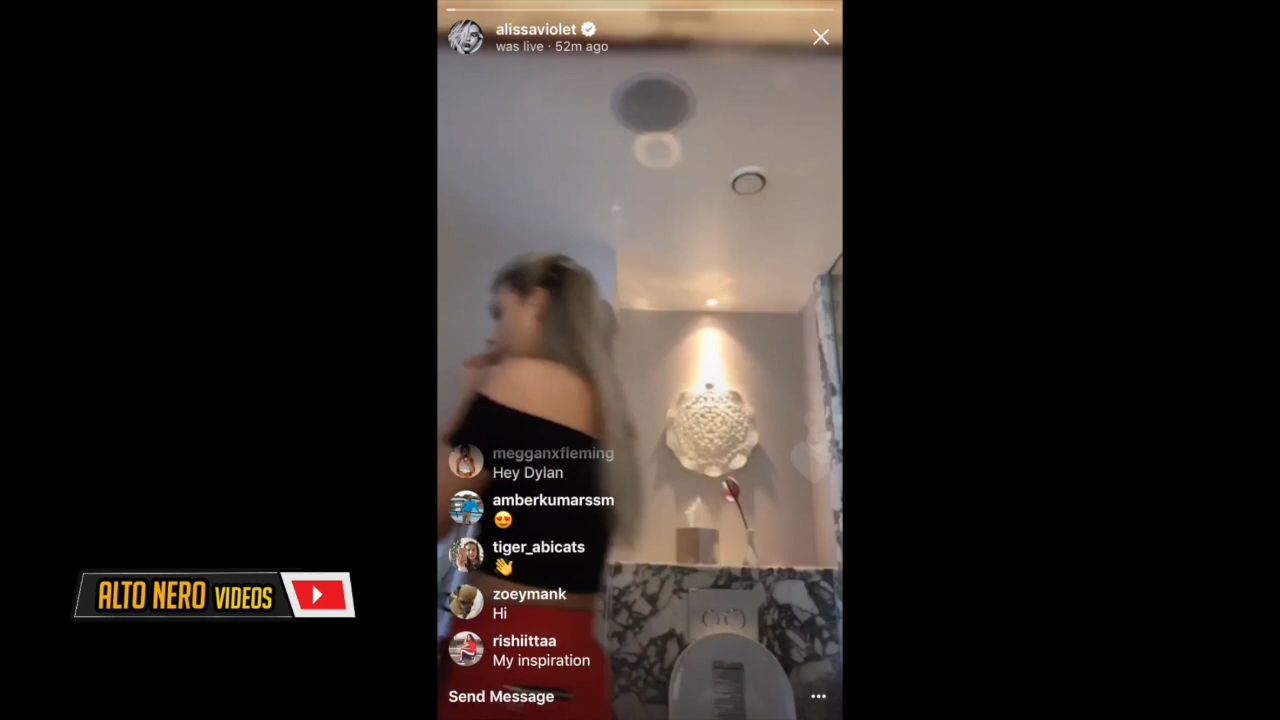 alissaviolet
was live · 52m ago
megganxfleming
Hey Dylan
amberkumarssm
😍
tiger_abicats
👋
zoeymank
Hi
rishiittaa
My inspiration
Send Message
ALTO NERO VIDEOS